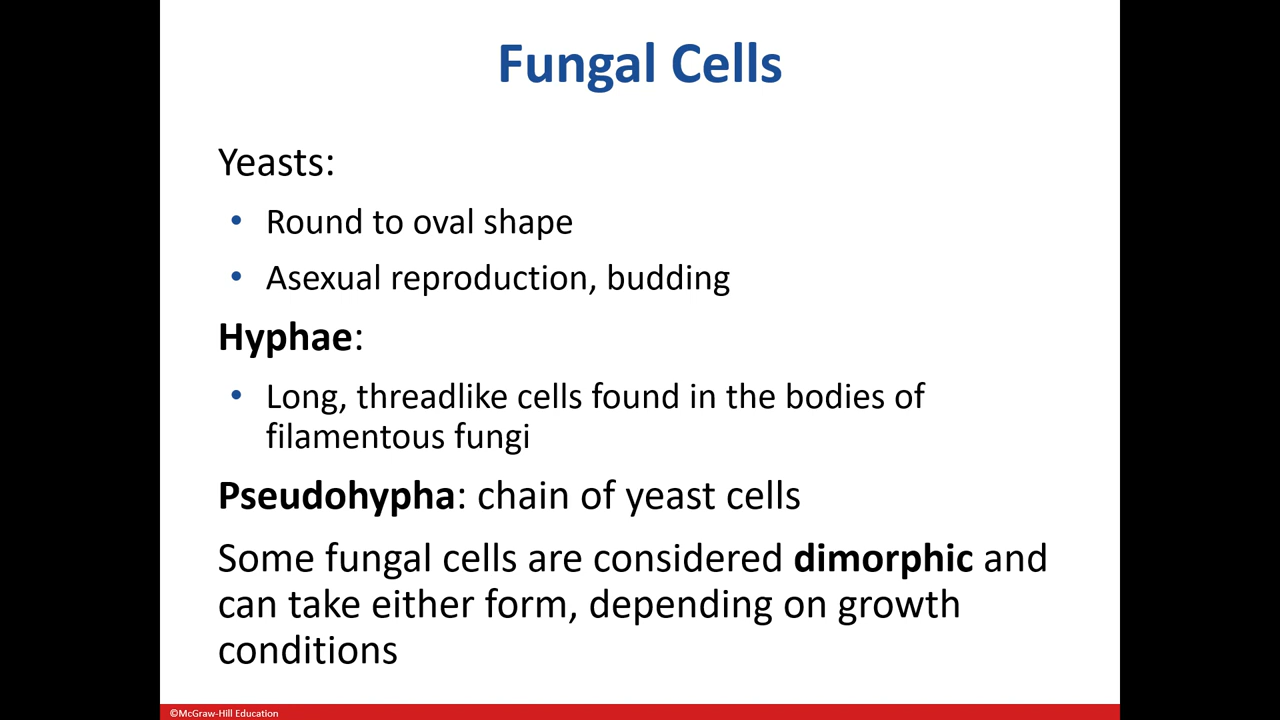 Fungal Cells
Yeasts:
• Round to oval shape
• Asexual reproduction, budding
Hyphae:
• Long, threadlike cells found in the bodies of
filamentous fungi
Pseudohypha: chain of yeast cells
Some fungal cells are considered dimorphic and
can take either form, depending on growth
conditions
©McGraw-Hill Education